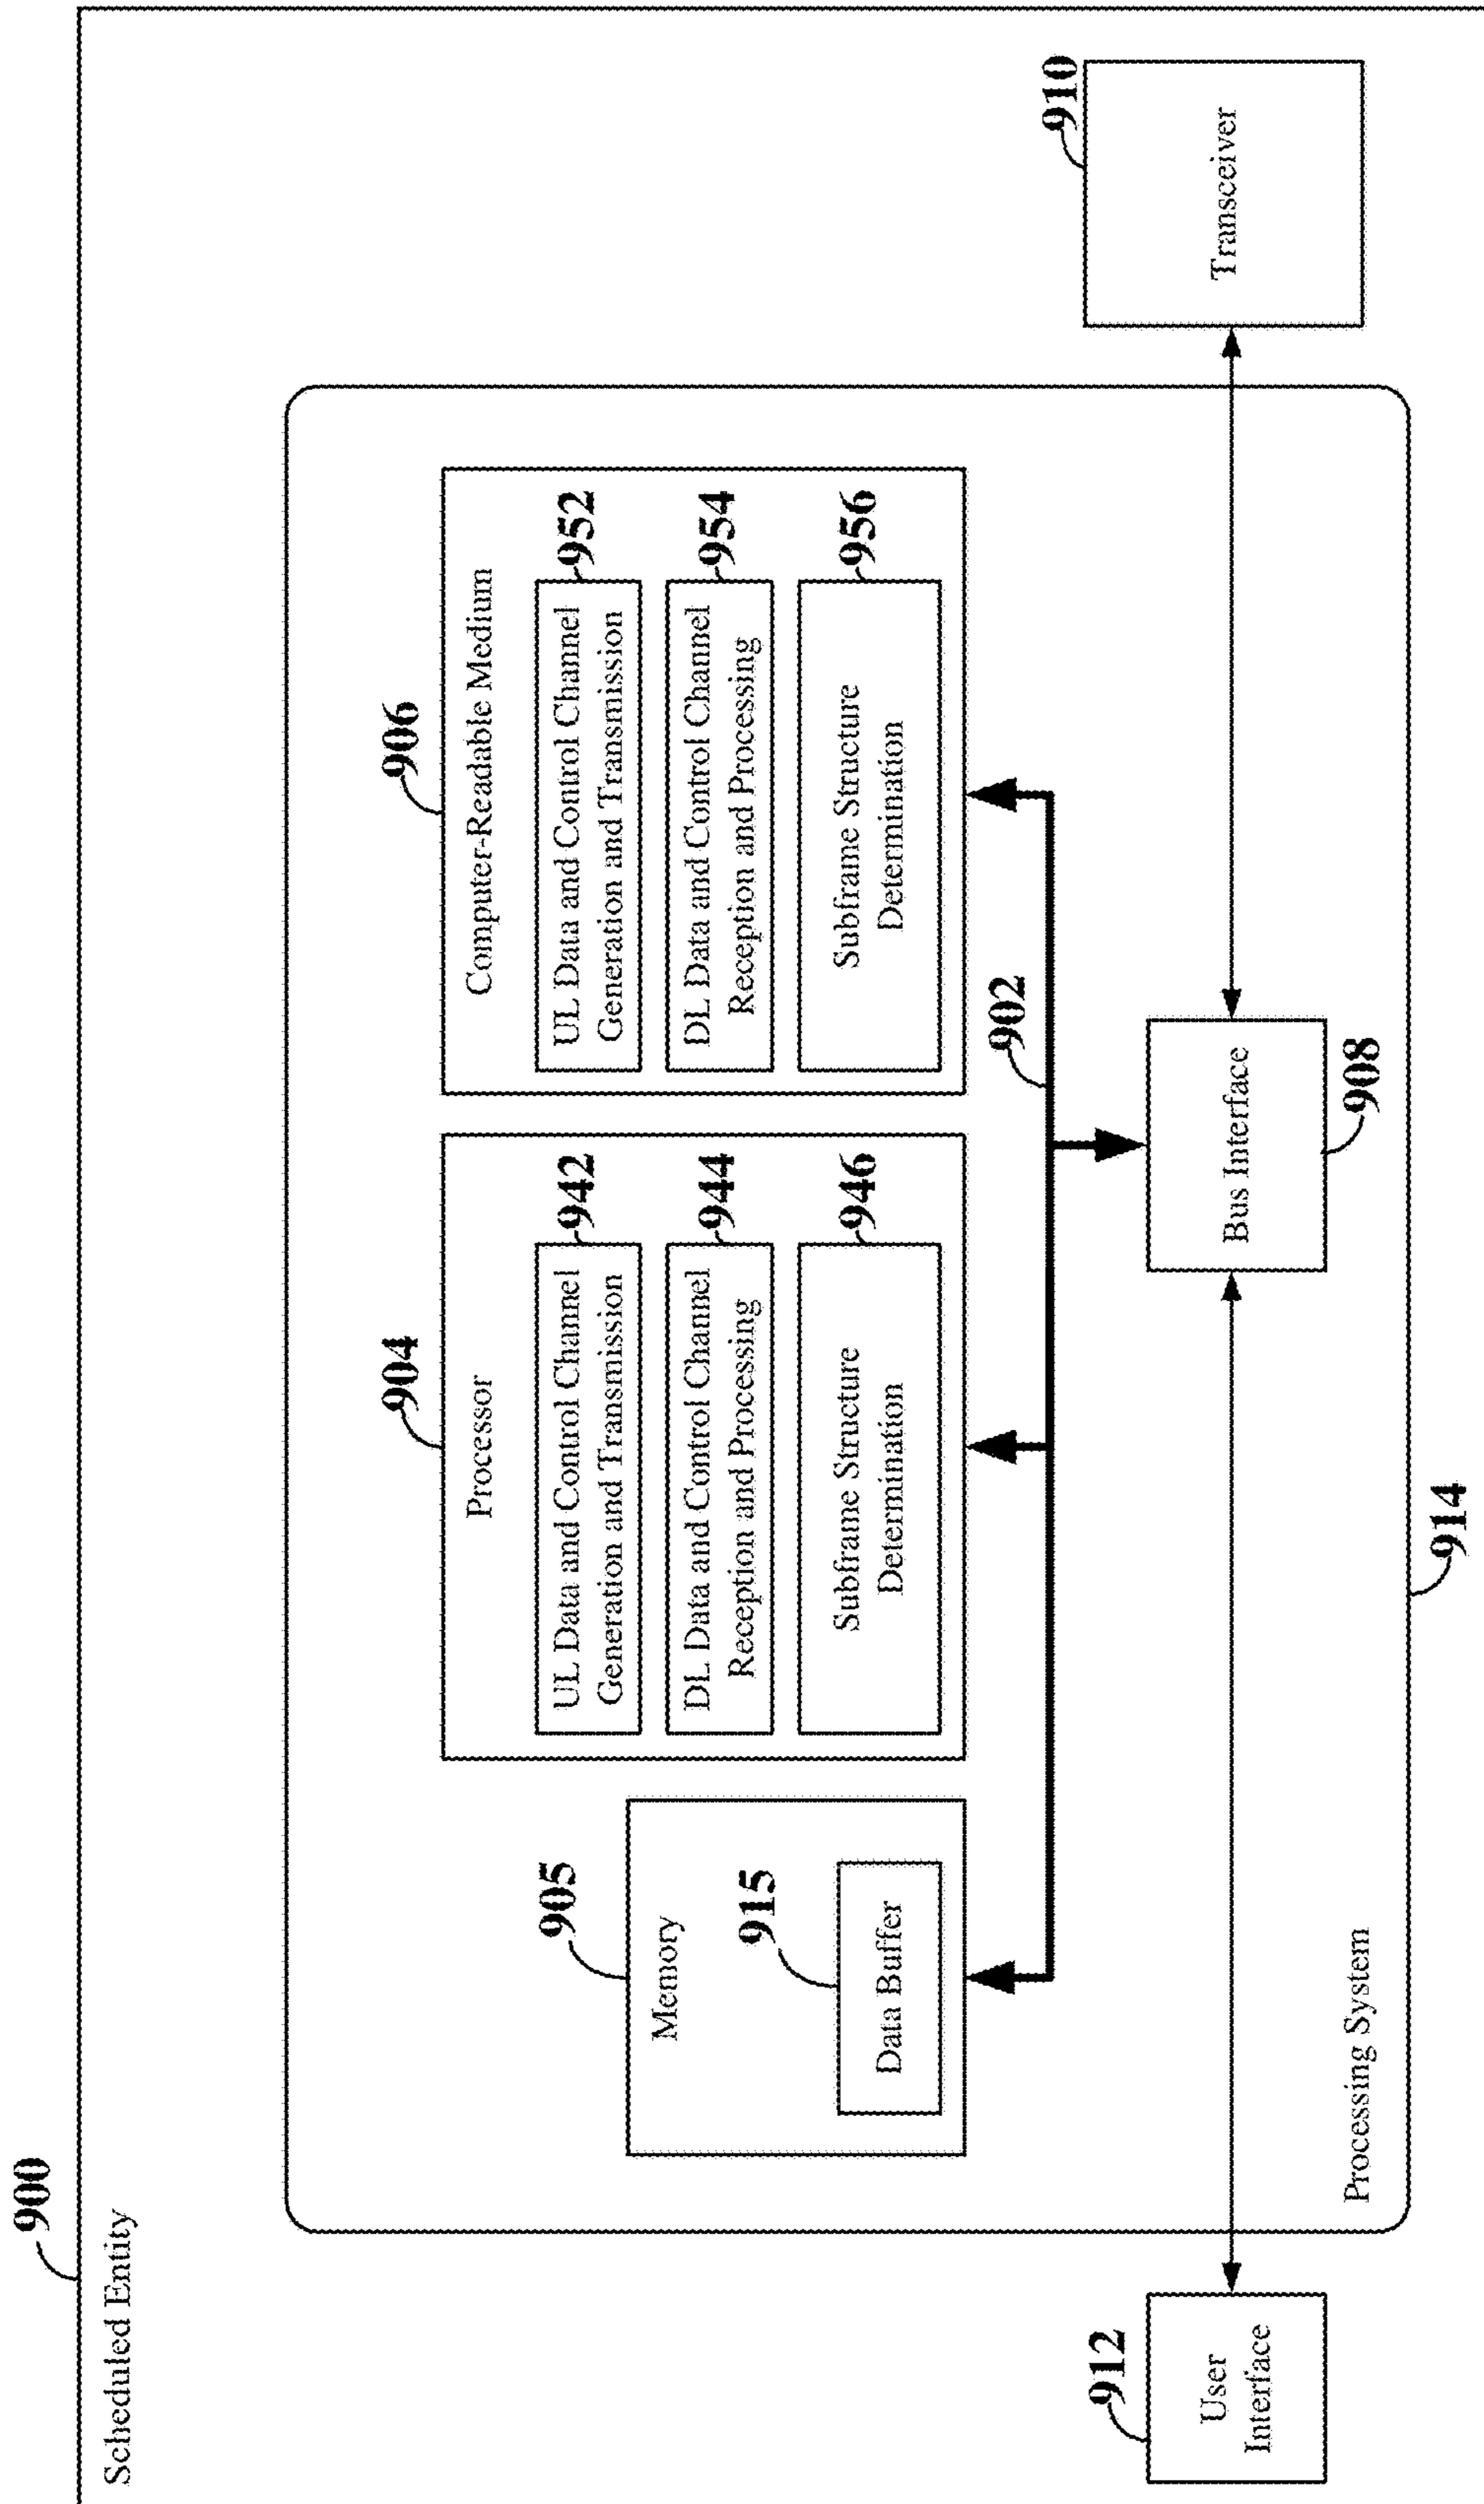 900
Scheduled Entity
906
904
Computer-Readable Medium
Processor
905
952
942
UL Data and Control Channel
Generation and Transmission
UL Data and Control Channel
Generation and Transmission
Memory
954
944
DL Data and Control Channel
Reception and Processing
DL Data and Control Channel
Reception and Processing
915
956
946
Data Buffer
Subframe Structure
Determination
Subframe Structure
Determination
902
910
912
User
Interface
Bus Interface
Transceiver
908
Processing System
914